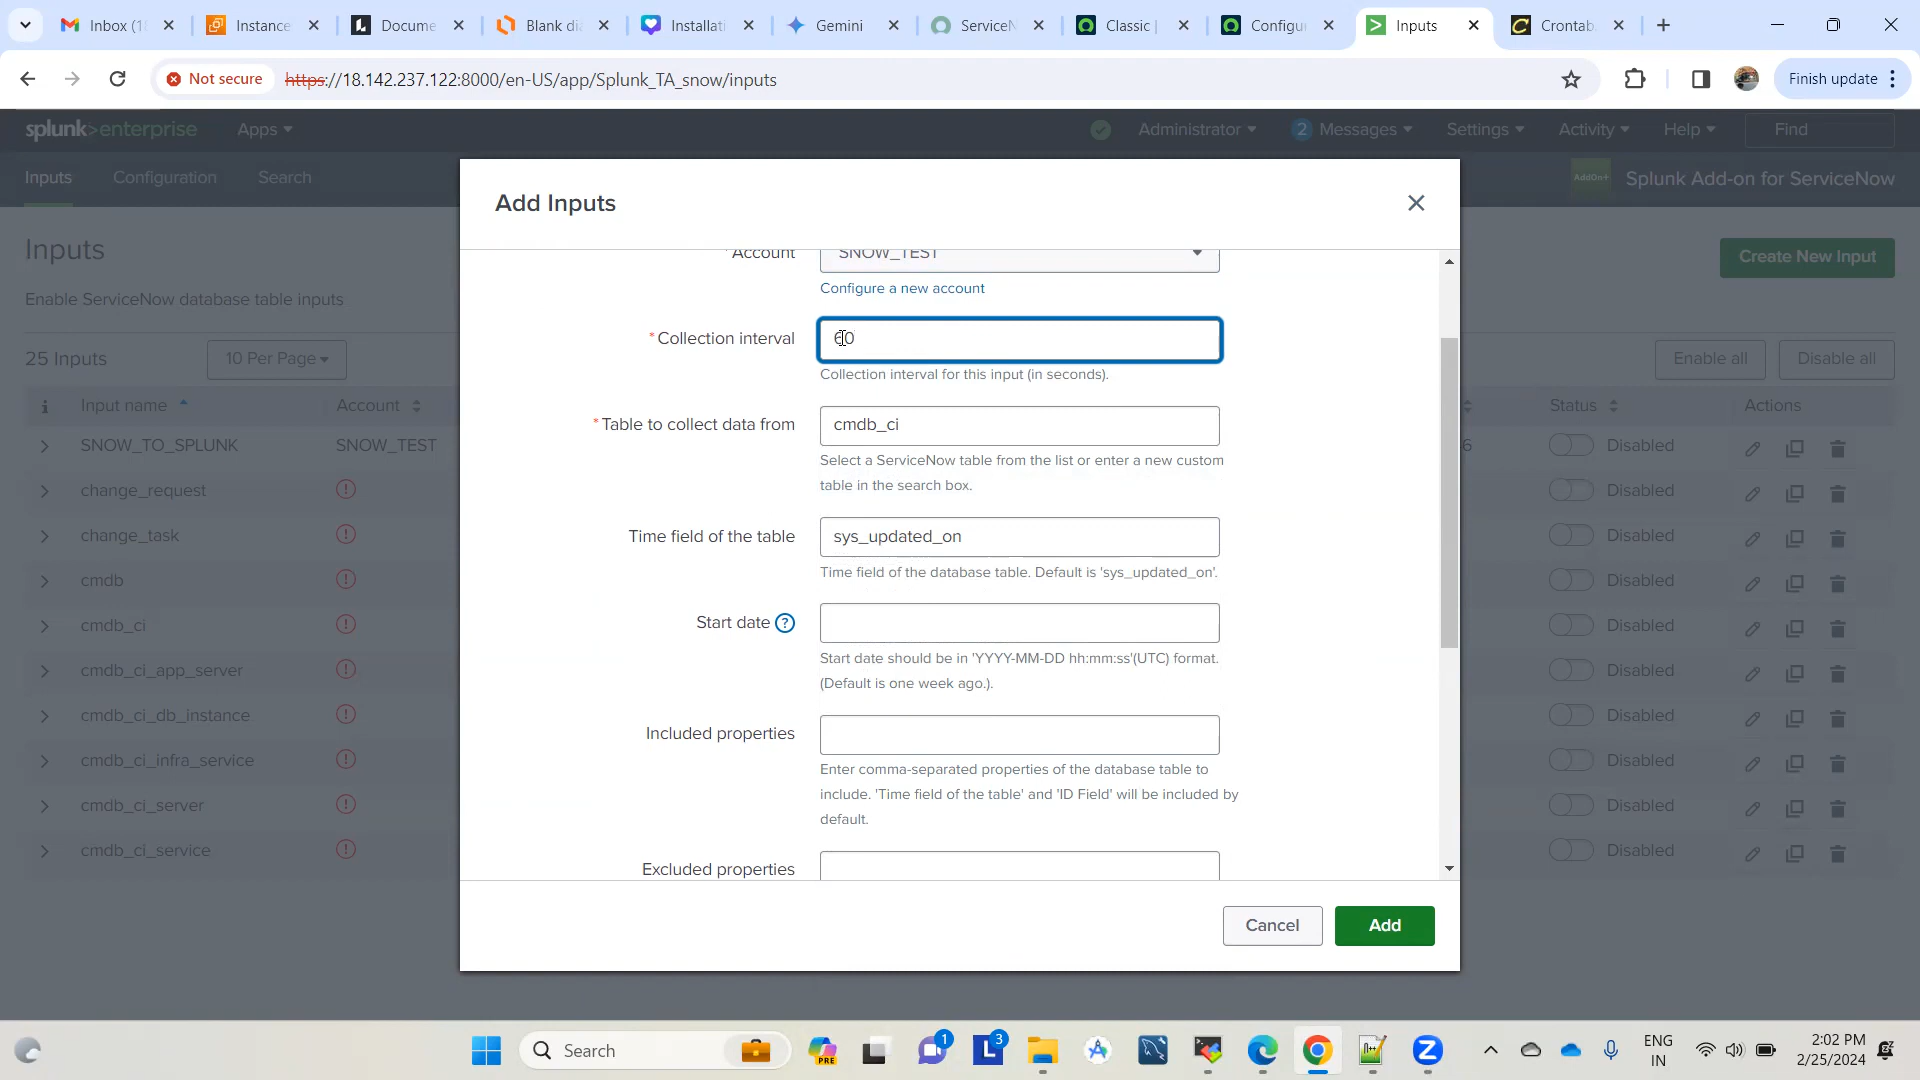 Inbox (1
Instance
Docume
Blank dia
Installati
Gemini
ServiceN
Classic |
Configu
Inputs
Crontab
Not secure
https://18.142.237.122:8000/en-US/app/Splunk_TA_snow/inputs
Finish update
splunk>enterprise
Apps
Administrator
2
Messages
Settings
Activity
Help
Find
Inputs
Configuration
Search
AddOn+
Splunk Add-on for ServiceNow
Inputs
Create New Input
Enable ServiceNow database table inputs
25 Inputs
10 Per Page
Enable all
Disable all
i
Input name
Account
Status
Actions
SNOW_TO_SPLUNK
SNOW_TEST
6
Disabled
change_request
Disabled
change_task
Disabled
cmdb
Disabled
cmdb_ci
Disabled
cmdb_ci_app_server
Disabled
cmdb_ci_db_instance
Disabled
cmdb_ci_infra_service
Disabled
cmdb_ci_server
Disabled
cmdb_ci_service
Disabled
Add Inputs
*Account
SNOW_TEST
Configure a new account
*Collection interval
60
Collection interval for this input (in seconds).
*Table to collect data from
cmdb_ci
Select a ServiceNow table from the list or enter a new custom
table in the search box.
Time field of the table
sys_updated_on
Time field of the database table. Default is 'sys_updated_on'.
Start date ?
Start date should be in 'YYYY-MM-DD hh:mm:ss'(UTC) format.
(Default is one week ago.).
Included properties
Enter comma-separated properties of the database table to
include. 'Time field of the table' and 'ID Field' will be included by
default.
Excluded properties
Cancel
Add
Search
PRE
1
L
3
Z
ENG
IN
2:02 PM
2/25/2024